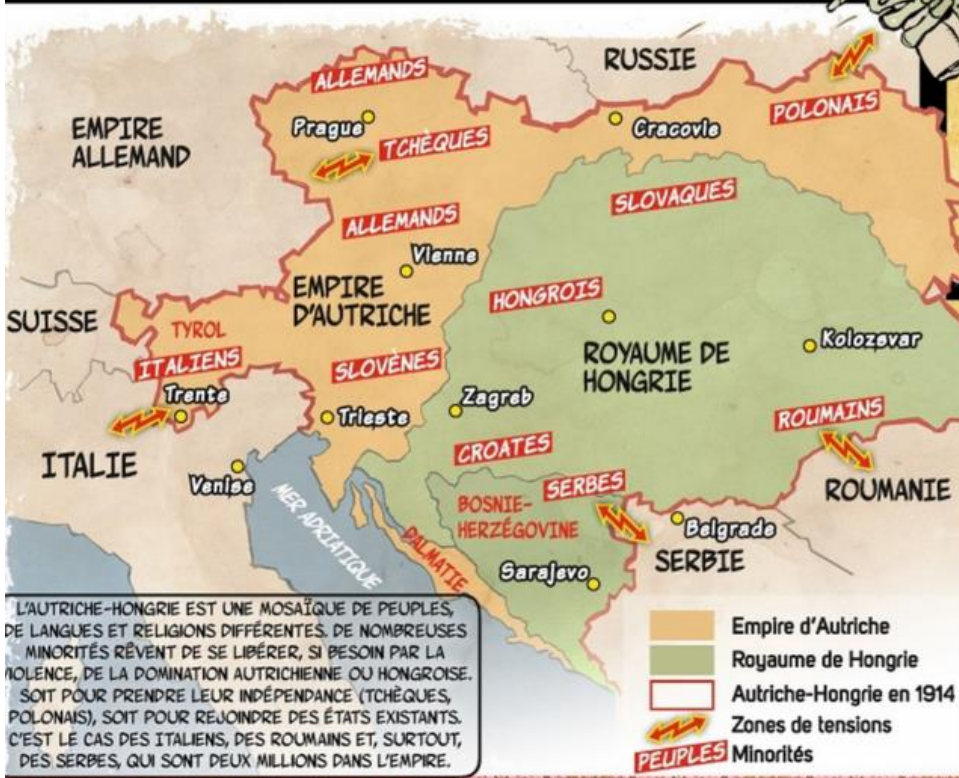 RUSSIE
ALLEMANDS
EMPIRE
ALLEMAND
Prague
TCHÈQUES
Cracovie
POLONAIS
SLOVAQUES
ALLEMANDS
Vienne
EMPIRE
D'AUTRICHE
HONGROIS
SUISSE
TYROL
ITALIENS
Trente
SLOVÈNES
ROYAUME DE
HONGRIE
Kolozsvar
Zagreb
Trieste
ROUMAINS
ITALIE
Venise
CROATES
SERBES
BOSNIE-
HERZÉGOVINE
ROUMANIE
Belgrade
SERBIE
MER ADRIATIQUE
DALMATIE
Sarajevo
L'AUTRICHE-HONGRIE EST UNE MOSAÏQUE DE PEUPLES,
DE LANGUES ET RELIGIONS DIFFÉRENTES. DE NOMBREUSES
MINORITÉS RÊVENT DE SE LIBÉRER, SI BESOIN PAR LA
VIOLENCE, DE LA DOMINATION AUTRICHIENNE OU HONGROISE.
SOIT POUR PRENDRE LEUR INDÉPENDANCE (TCHÈQUES,
POLONAIS), SOIT POUR REJOINDRE DES ÉTATS EXISTANTS.
C'EST LE CAS DES ITALIENS, DES ROUMAINS ET, SURTOUT,
DES SERBES, QUI SONT DEUX MILLIONS DANS L'EMPIRE.
Empire d'Autriche
Royaume de Hongrie
Autriche-Hongrie en 1914
Zones de tensions
PEUPLES Minorités